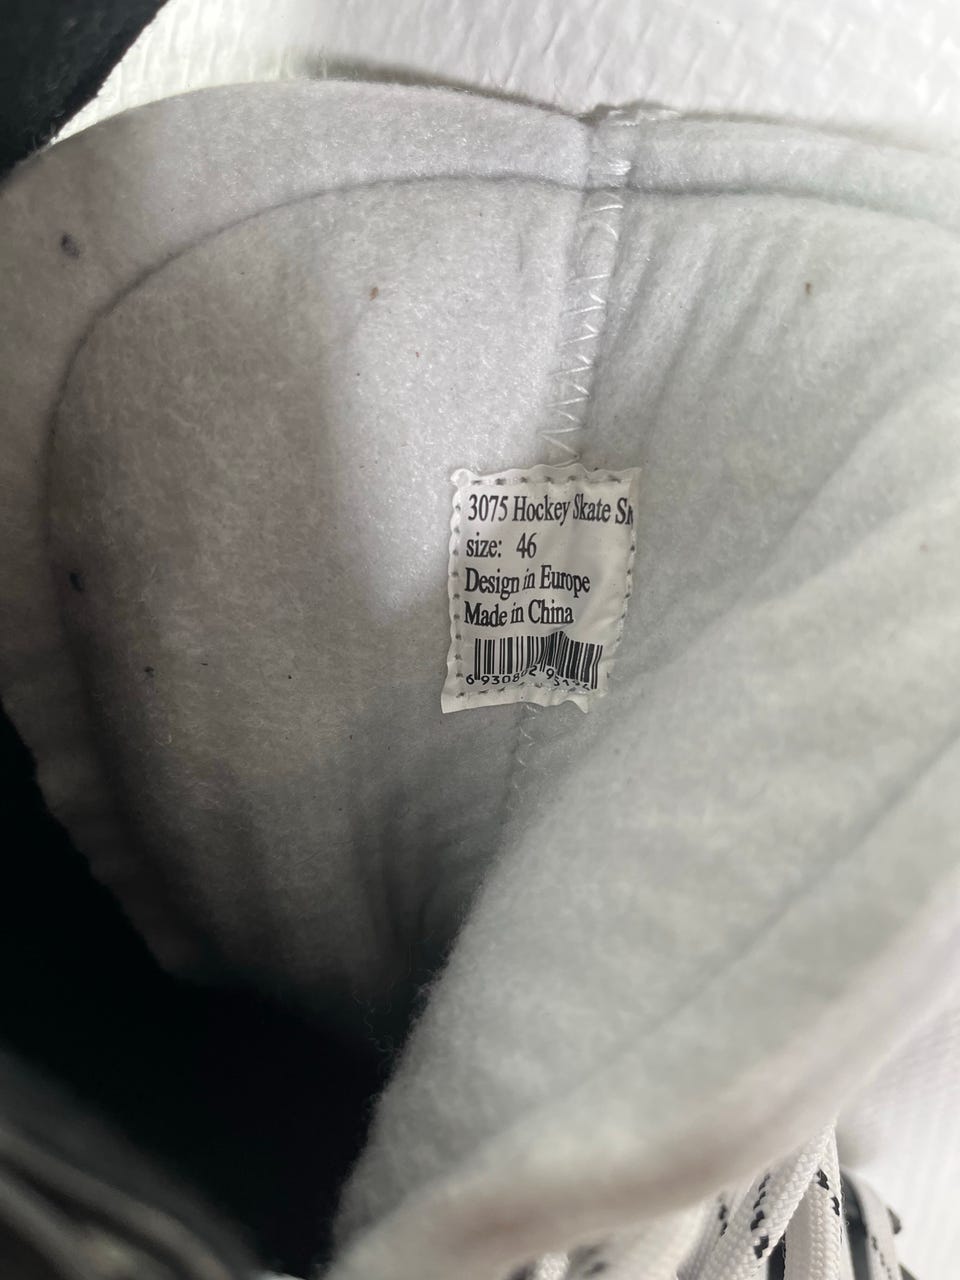 3075 Hockey Skate
size: 46
Design in Europe
Made in China